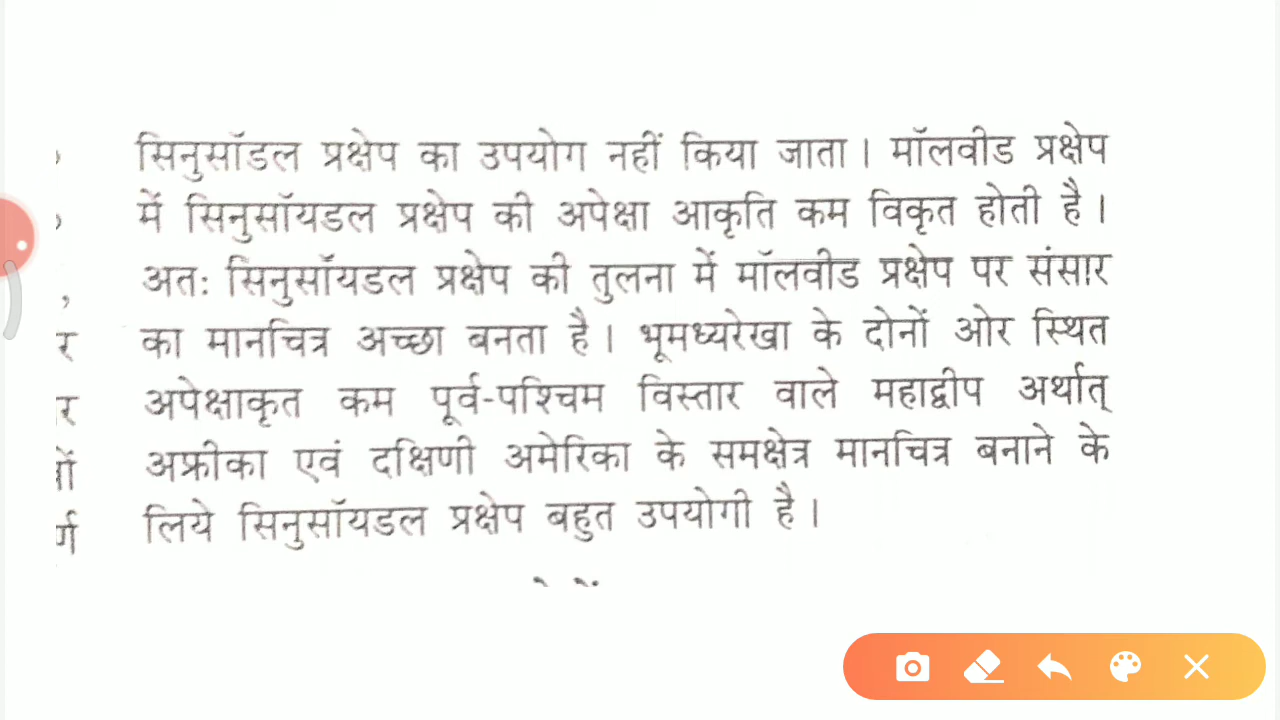 सिनुसॉडल प्रक्षेप का उपयोग नहीं किया जाता। मॉलवीड प्रक्षेप
में सिनुसॉयडल प्रक्षेप की अपेक्षा आकृति कम विकृत होती है।
अतः सिनुसॉयडल प्रक्षेप की तुलना में मॉलवीड प्रक्षेप पर संसार
का मानचित्र अच्छा बनता है। भूमध्यरेखा के दोनों ओर स्थित
अपेक्षाकृत कम पूर्व-पश्चिम विस्तार वाले महाद्वीप अर्थात्
अफ्रीका एवं दक्षिणी अमेरिका के समक्षेत्र मानचित्र बनाने के
लिये सिनुसॉयडल प्रक्षेप बहुत उपयोगी है।